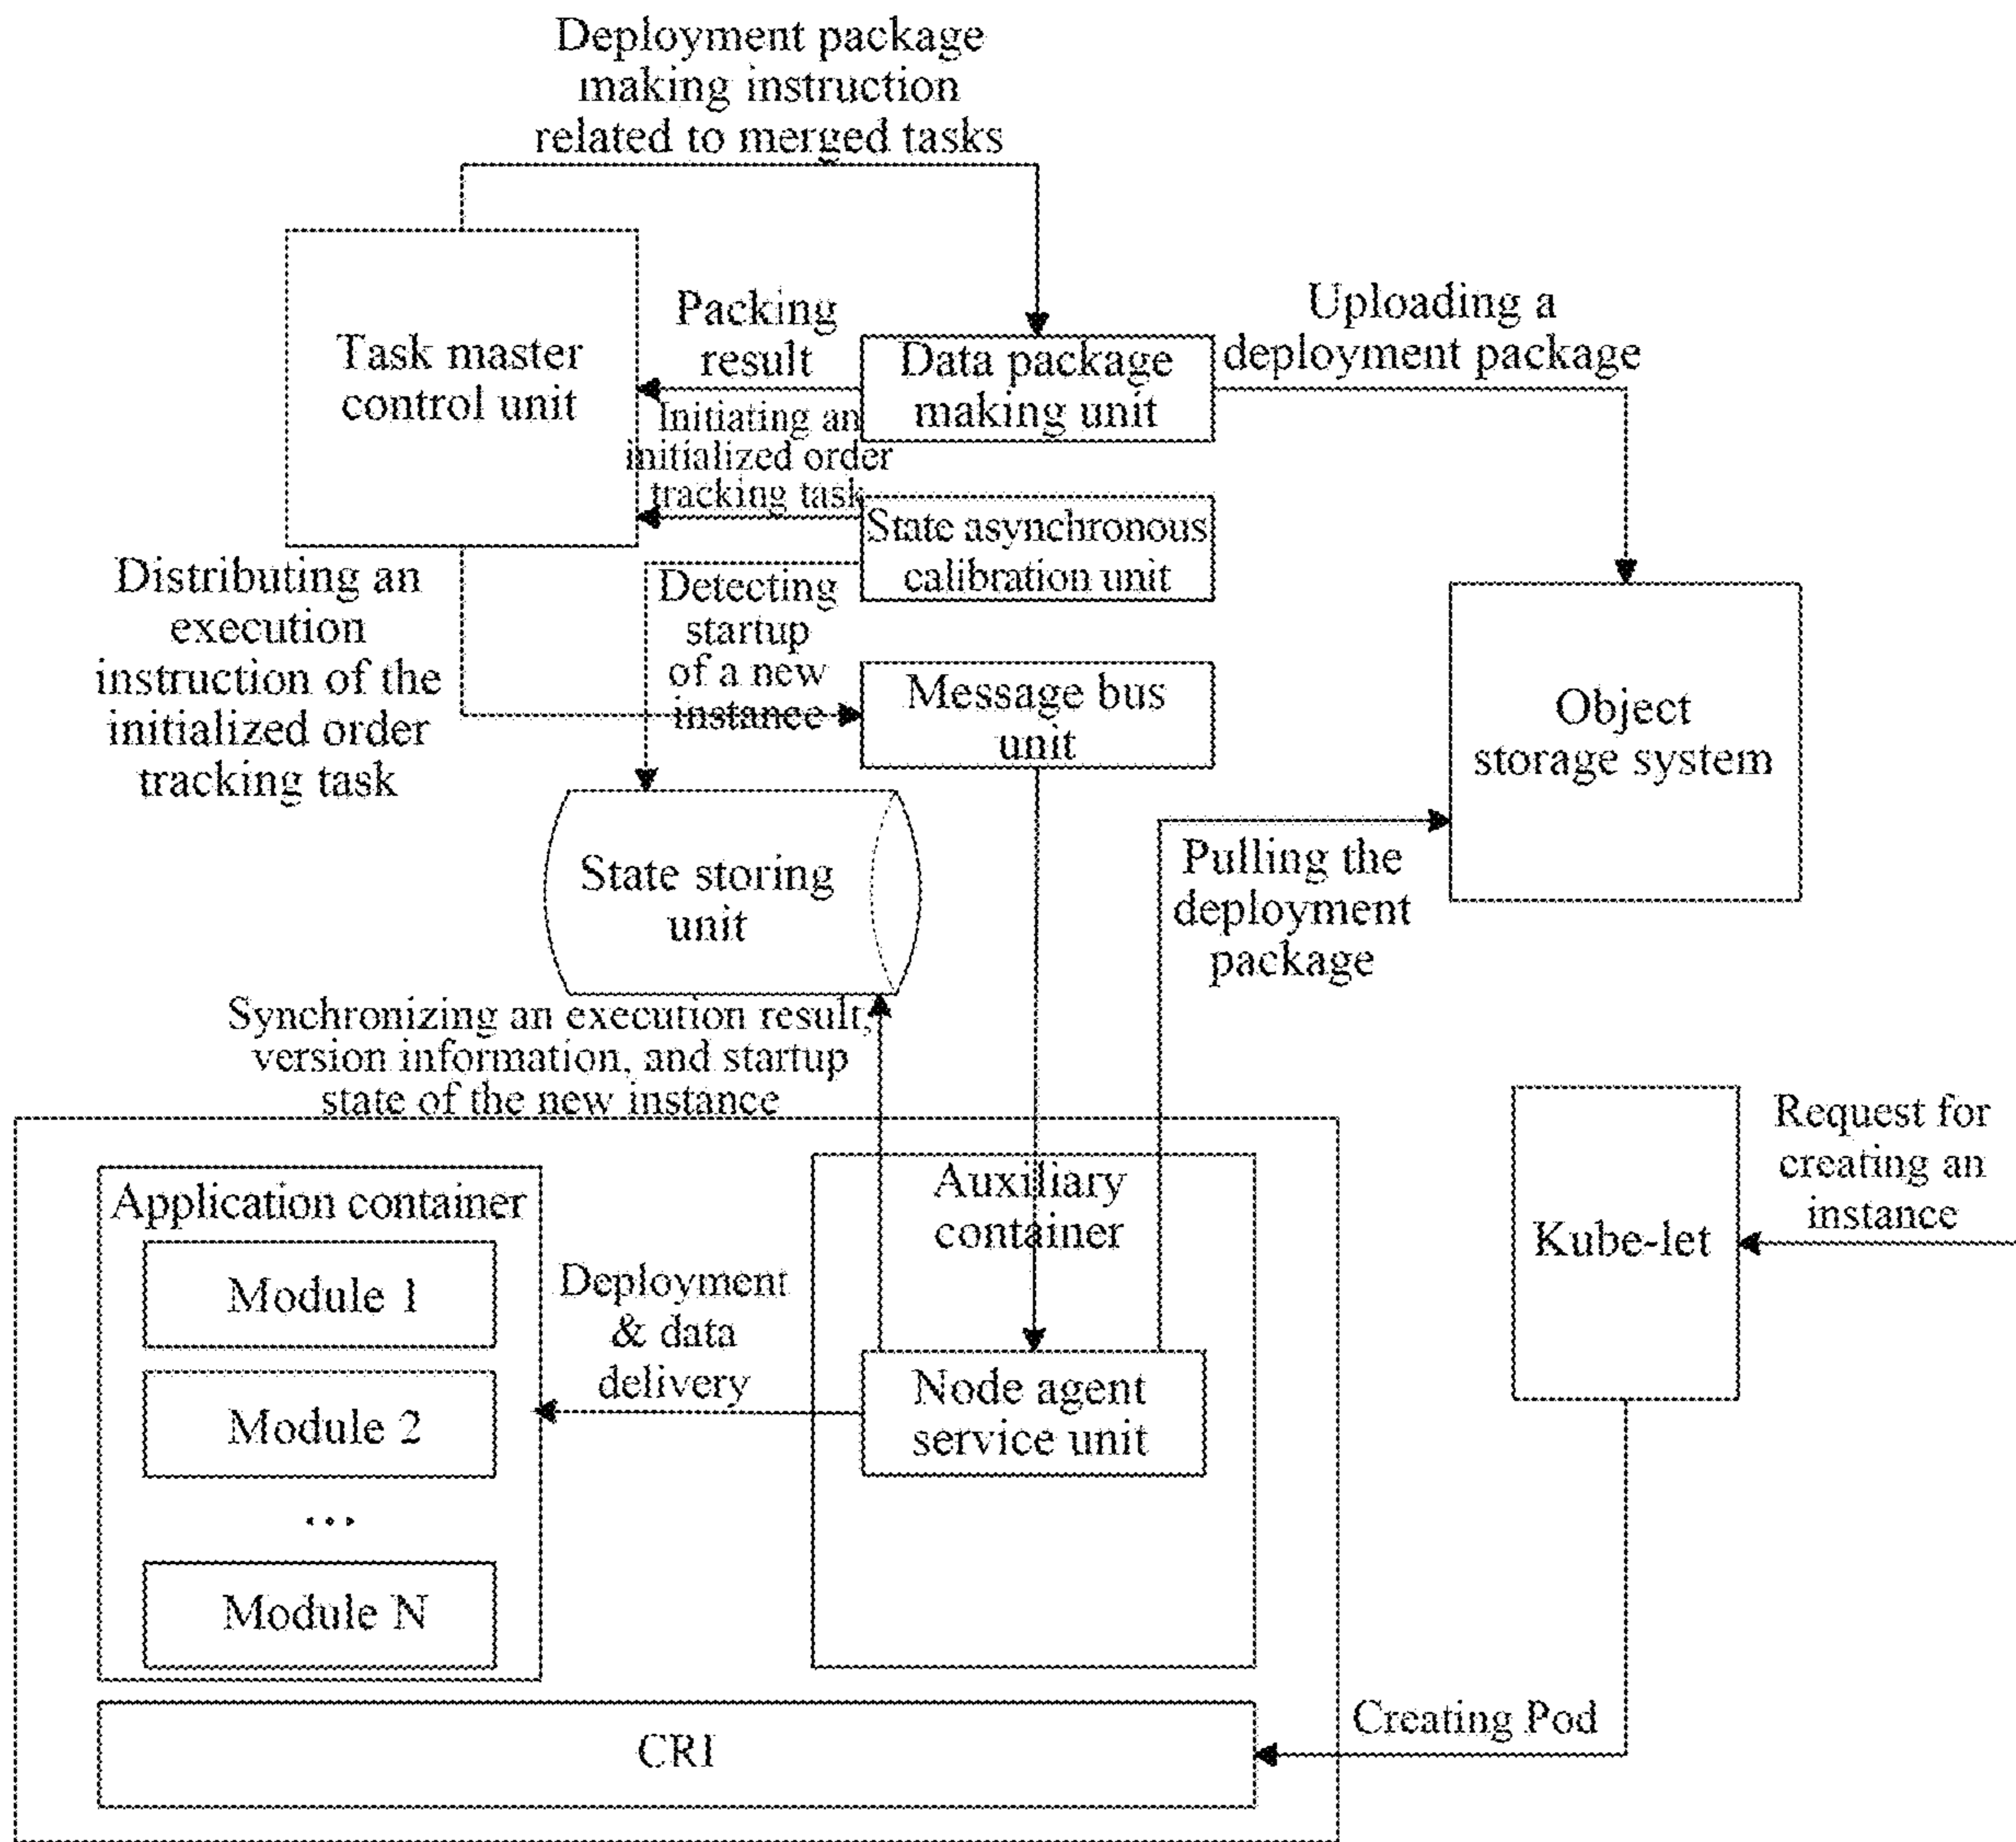 Deployment package
making instruction
related to merged tasks
Task master
control unit
Packing
result
Data package
making unit
Uploading a
deployment package
Initiating an
initialized order
tracking task
State asynchronous
calibration unit
Distributing an
execution
instruction of the
initialized order
tracking task
Detecting
startup
of a new
instance
Message bus
unit
Object
storage system
State storing
unit
Pulling the
deployment
package
Synchronizing an execution result,
version information, and startup
state of the new instance
Application container
Module 1
Module 2
...
Module N
Deployment
& data
delivery
Auxiliary
container
Node agent
service unit
Kube-let
Request for
creating an
instance
Creating Pod
CRI